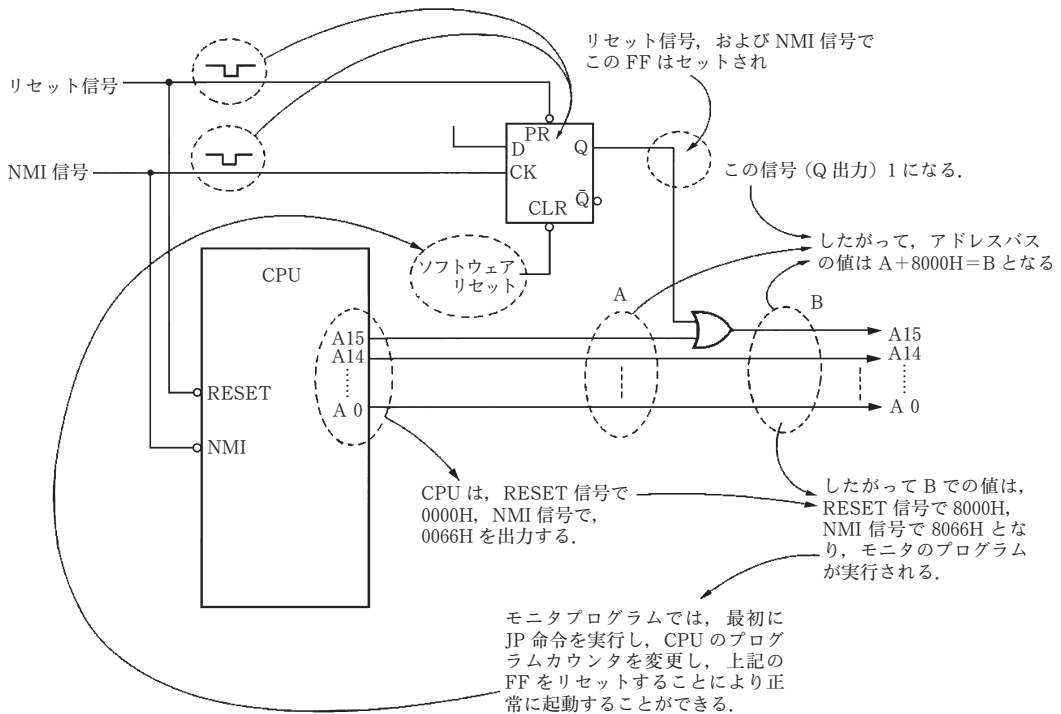 リセット信号，および NMI 信号で
この FF はセットされ
リセット信号
NMI 信号
PR
D
Q
CK
Q̄
CLR
この信号（Q 出力）1 になる．
したがって，アドレスバス
の値は A＋8000H＝B となる
ソフトウェア
リセット
CPU
A
B
A15
A14
A 0
A15
A14
A 0
RESET
NMI
CPU は，RESET 信号で
0000H，NMI 信号で，
0066H を出力する．
したがって B での値は，
RESET 信号で 8000H，
NMI 信号で 8066H とな
り，モニタのプログラム
が実行される．
モニタプログラムでは，最初に
JP 命令を実行し，CPU のプログ
ラムカウンタを変更し，上記の
FF をリセットすることにより正
常に起動することができる．